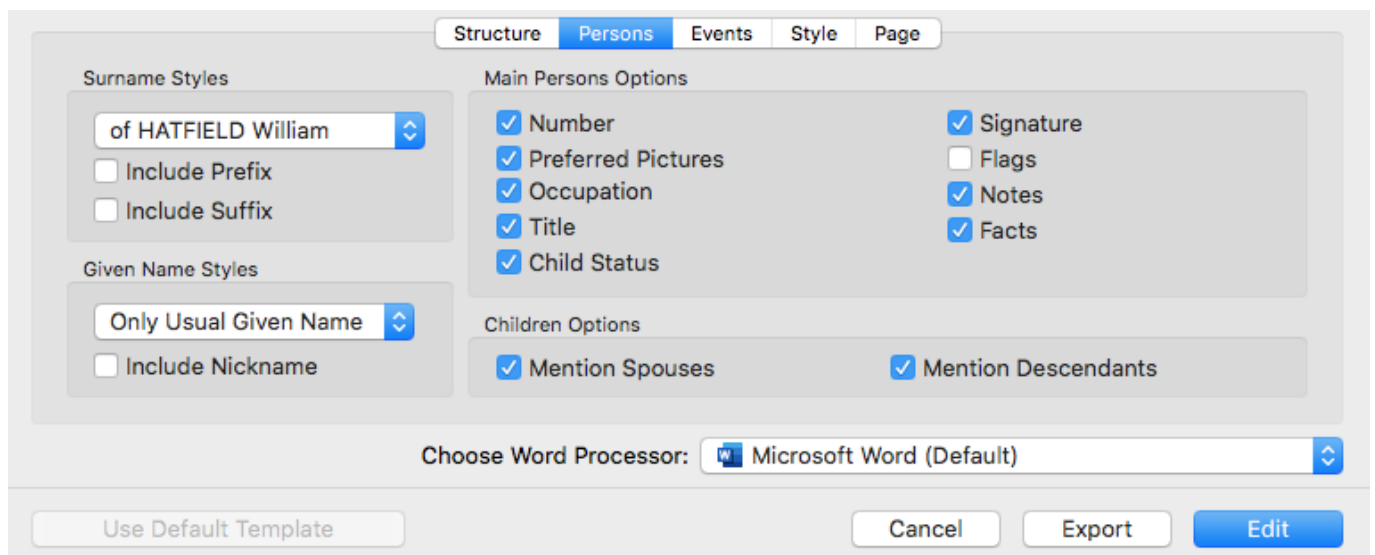 Structure Persons Events Style Page
Surname Styles
of HATFIELD William
Include Prefix
Include Suffix
Given Name Styles
Only Usual Given Name
Include Nickname
Main Persons Options
Number
Preferred Pictures
Occupation
Title
Child Status
Signature
Flags
Notes
Facts
Children Options
Mention Spouses
Mention Descendants
Choose Word Processor: W Microsoft Word (Default)
Use Default Template
Cancel
Export
Edit